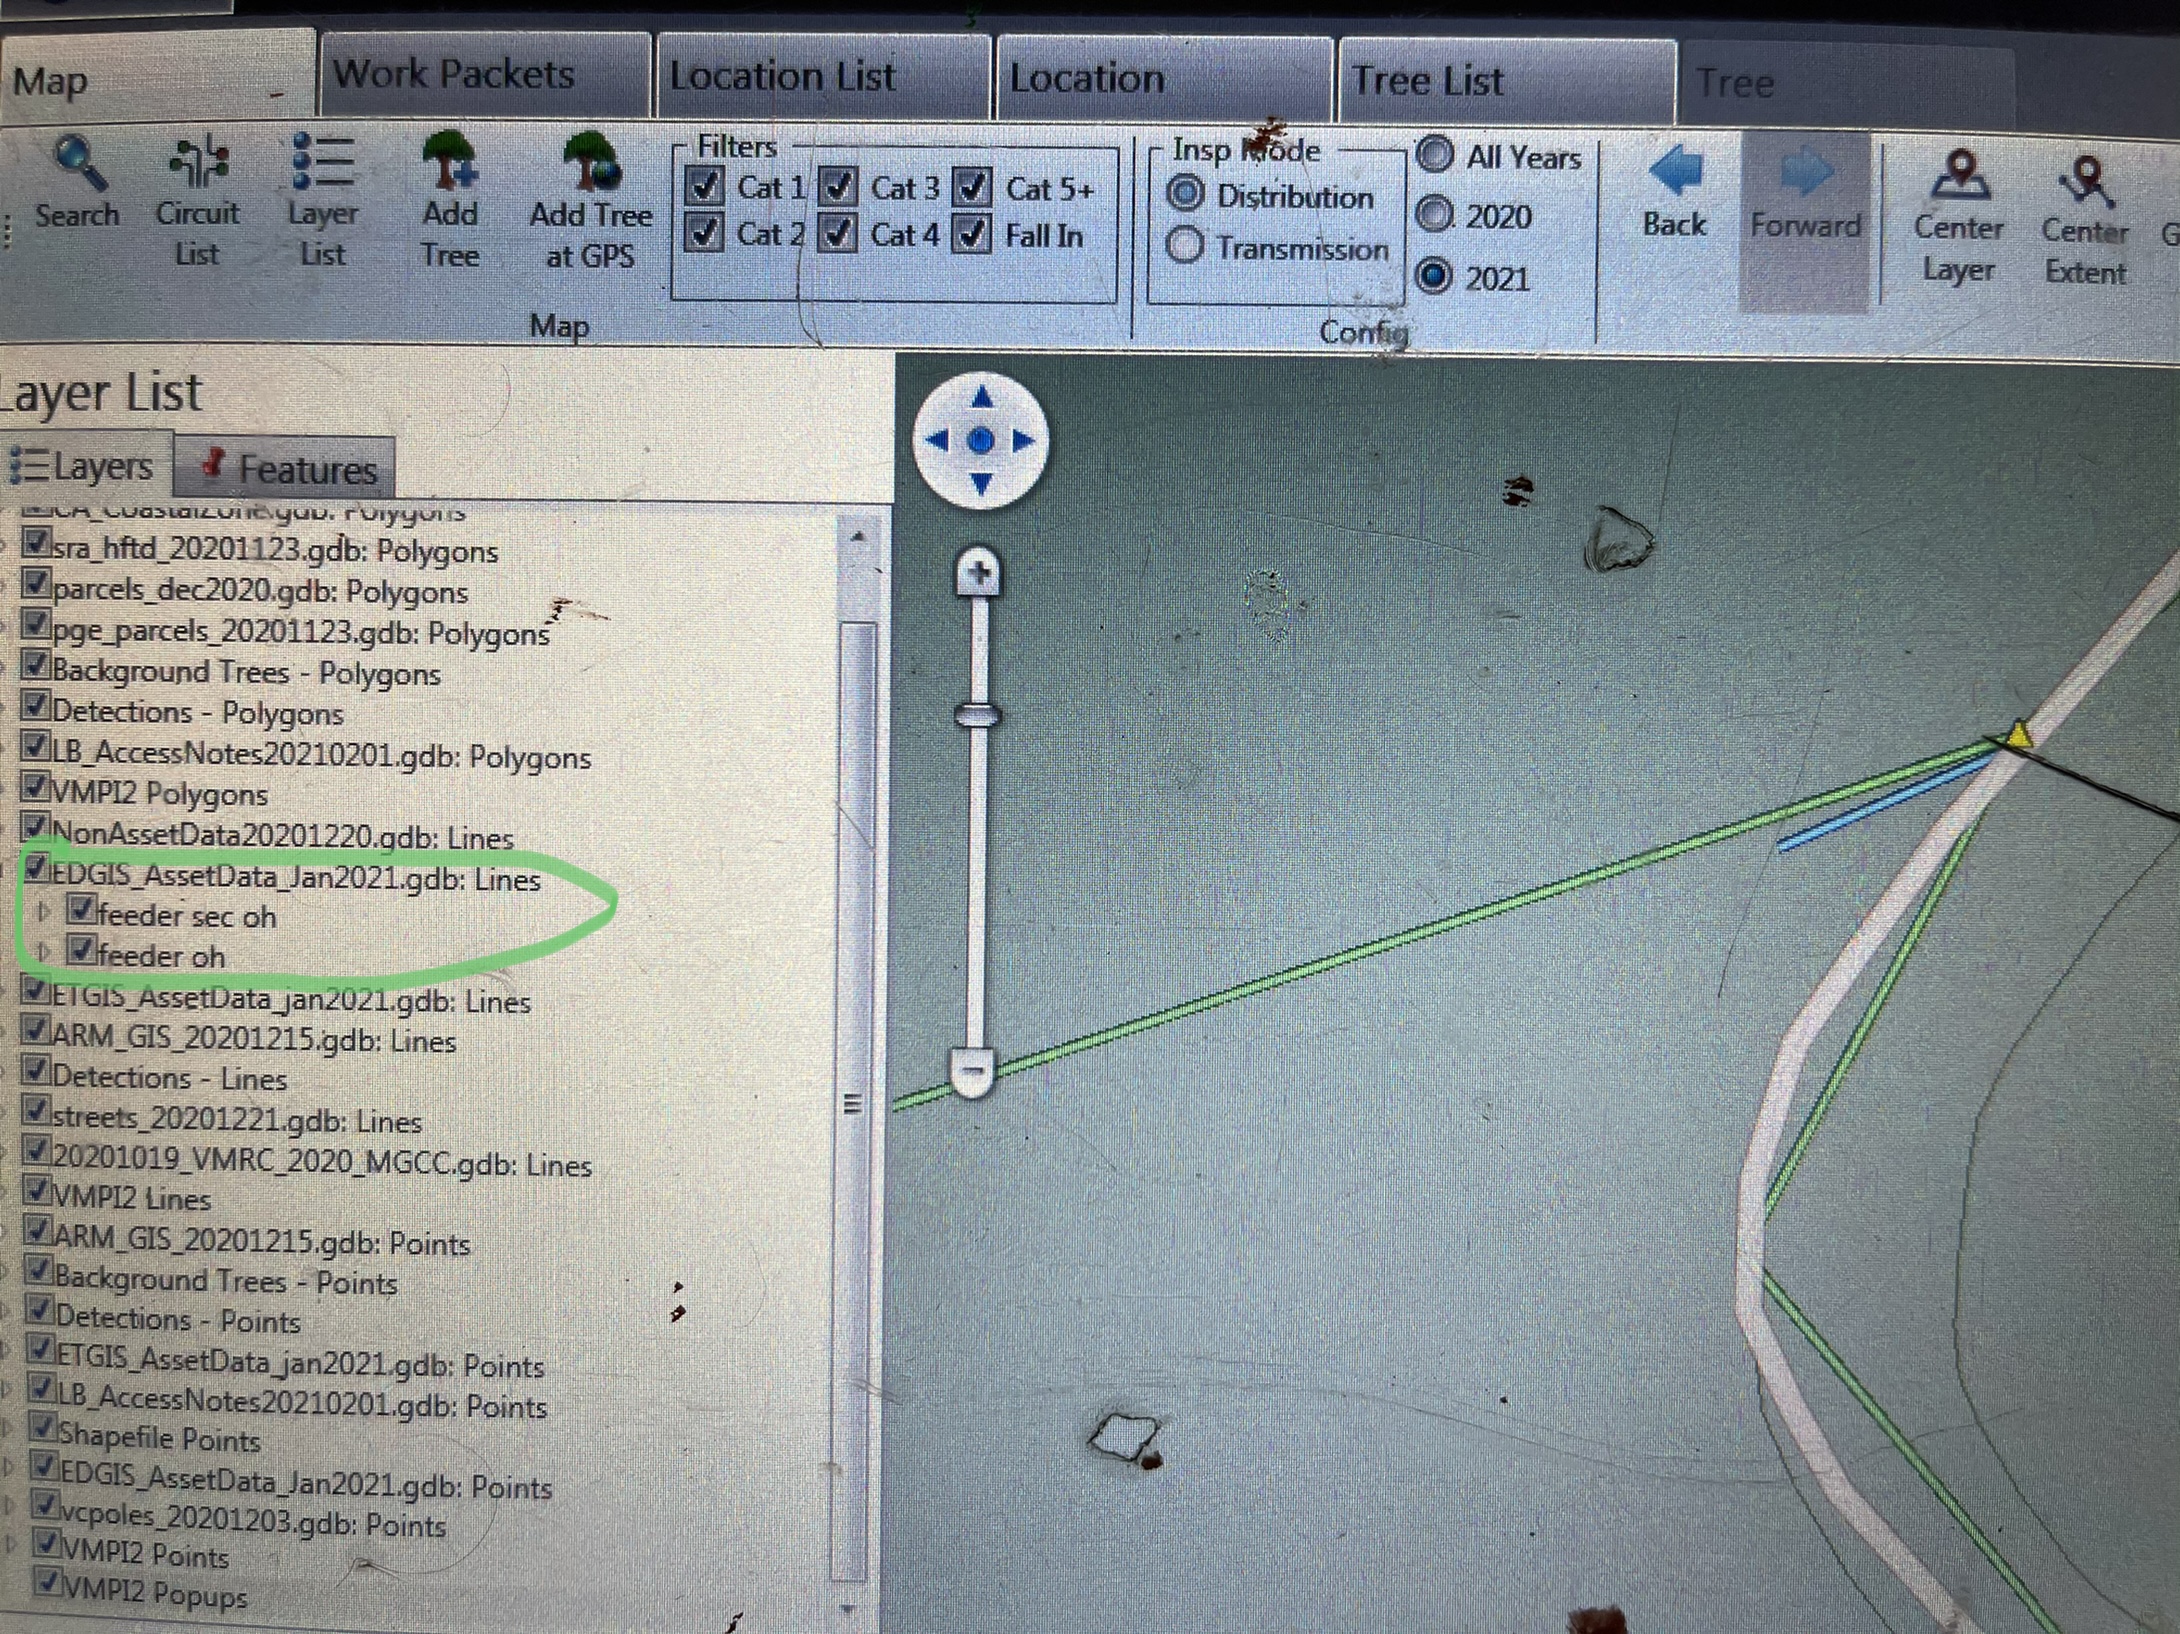 Map
Work Packets
Location List
Location
Tree List
Tree
Search
Circuit List
Layer List
Add Tree
Add Tree at GPS
Filters
Cat 1
Cat 3
Cat 5+
Cat 2
Cat 4
Fall In
Map
Insp Mode
Distribution
Transmission
All Years
2020
2021
Config
Back
Forward
Center Layer
Center Extent
Layer List
Layers
Features
sra_hftd_20201123.gdb: Polygons
parcels_dec2020.gdb: Polygons
pge_parcels_20201123.gdb: Polygons
Background Trees - Polygons
Detections - Polygons
LB_AccessNotes20210201.gdb: Polygons
VMPI2 Polygons
NonAssetData20201220.gdb: Lines
EDGIS_AssetData_Jan2021.gdb: Lines
feeder sec oh
feeder oh
ETGIS_AssetData_jan2021.gdb: Lines
ARM_GIS_20201215.gdb: Lines
Detections - Lines
streets_20201221.gdb: Lines
20201019_VMRC_2020_MGCC.gdb: Lines
VMPI2 Lines
ARM_GIS_20201215.gdb: Points
Background Trees - Points
Detections - Points
ETGIS_AssetData_jan2021.gdb: Points
LB_AccessNotes20210201.gdb: Points
Shapefile Points
EDGIS_AssetData_Jan2021.gdb: Points
vcpoles_20201203.gdb: Points
VMPI2 Points
VMPI2 Popups